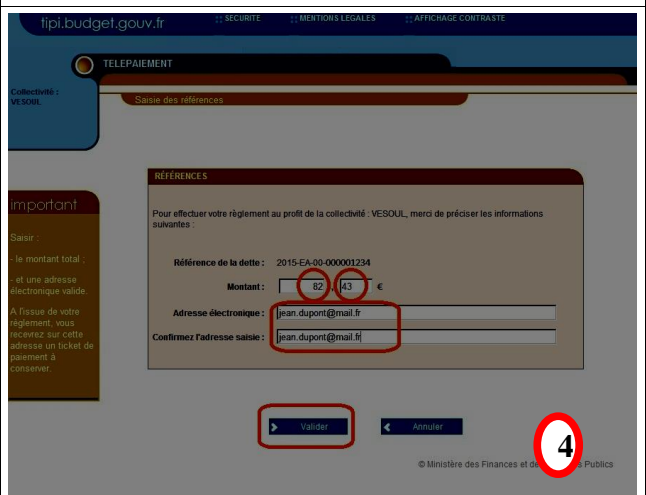 tipi.budget.gouv.fr
:: SECURITE
:: MENTIONS LEGALES
:: AFFICHAGE CONTRASTE
TELEPAIEMENT
Collectivité :
VESOUL
Saisie des références
important
Saisir :
- le montant total ;
- et une adresse
électronique valide.
A l'issue de votre
règlement, vous
recevrez sur cette
adresse un ticket de
paiement à
conserver.
RÉFÉRENCES
Pour effectuer votre règlement au profit de la collectivité : VESOUL, merci de préciser les informations
suivantes :
Référence de la dette : 2015-EA-00-000001234
Montant : 82 , 43 €
Adresse électronique : jean.dupont@mail.fr
Confirmez l'adresse saisie : jean.dupont@mail.fr
Valider
Annuler
4
© Ministère des Finances et de s Publics